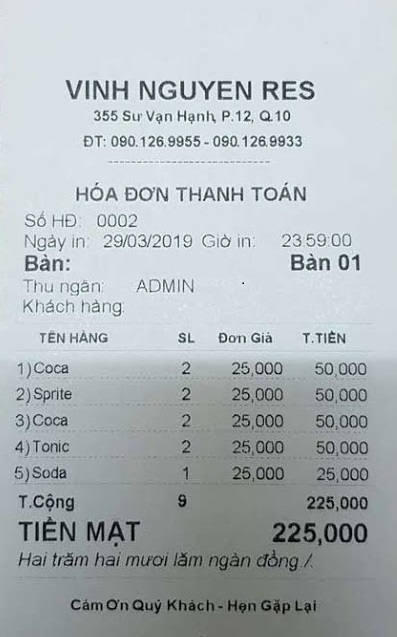 VINH NGUYEN RES
355 Sư Vạn Hạnh, P.12, Q.10
ĐT: 090.126.9955 - 090.126.9933
HÓA ĐƠN THANH TOÁN
Số HĐ: 0002
Ngày in: 29/03/2019 Giờ in: 23:59:00
Bàn: Bàn 01
Thu ngân: ADMIN
Khách hàng:
TÊN HÀNG SL Đơn Giá T.TIỀN
1) Coca 2 25,000 50,000
2) Sprite 2 25,000 50,000
3) Coca 2 25,000 50,000
4) Tonic 2 25,000 50,000
5) Soda 1 25,000 25,000
T.Cộng 9 225,000
TIỀN MẶT 225,000
Hai trăm hai mươi lăm ngàn đồng./.
Cám Ơn Quý Khách - Hẹn Gặp Lại